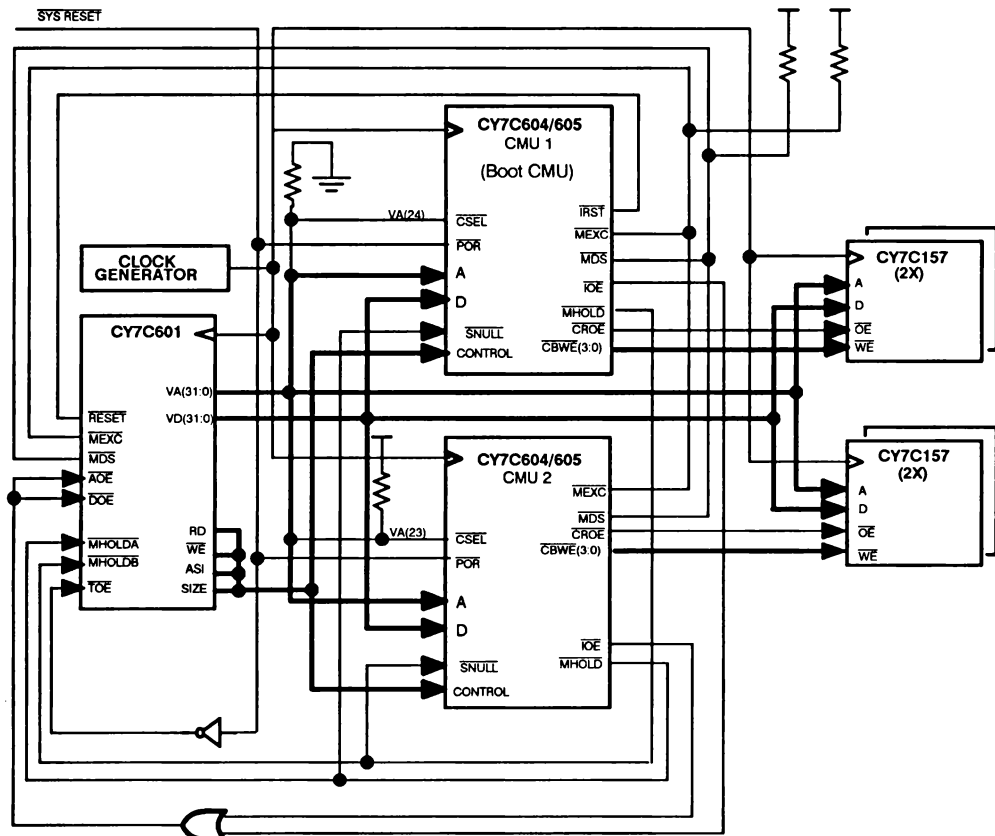 SYS RESET
CY7C604/605
CMU 1
(Boot CMU)
VA(24)
CSEL
POR
A
D
SNULL
CONTROL
IRST
MEXC
MDS
IOE
MHOLD
CROE
CBWE(3:0)
CLOCK
GENERATOR
CY7C601
VA(31:0)
VD(31:0)
RESET
MEXC
MDS
AOE
DOE
MHOLDA
MHOLDB
TOE
RD
WE
ASI
SIZE
CY7C157
(2X)
A
D
OE
WE
CY7C604/605
CMU 2
VA(23)
CSEL
POR
A
D
SNULL
CONTROL
MEXC
MDS
CROE
CBWE(3:0)
IOE
MHOLD
CY7C157
(2X)
A
D
OE
WE